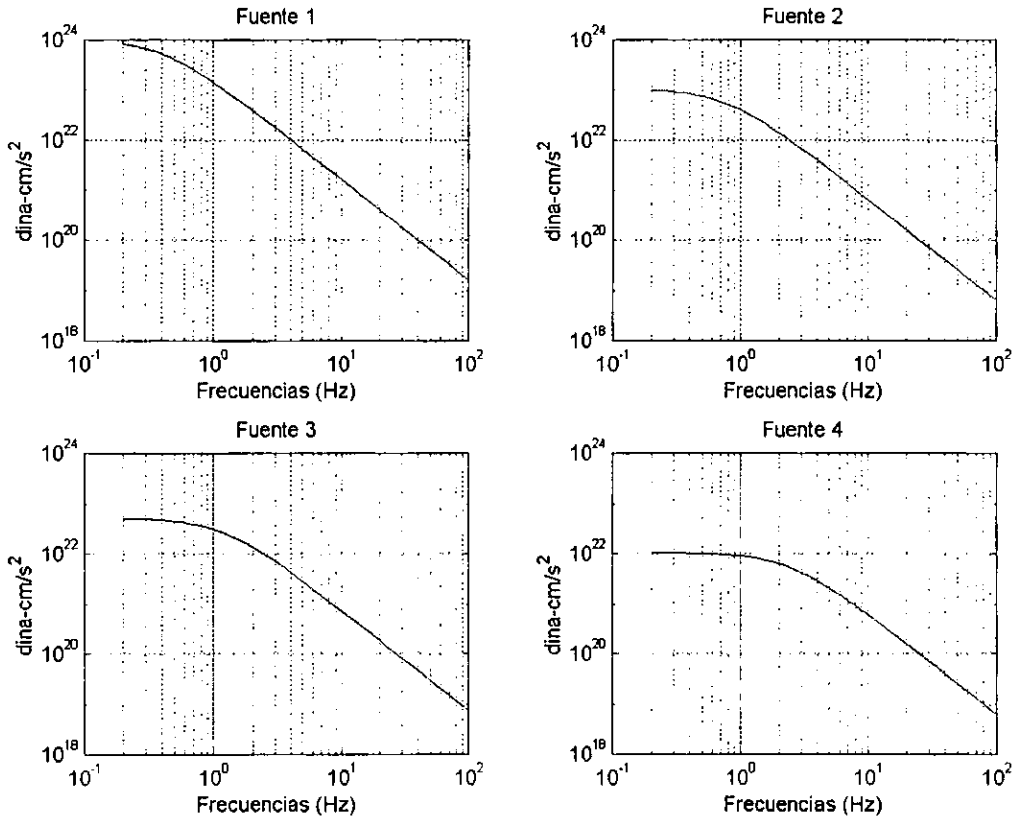 Fuente 1
10^24
10^22
10^20
10^18
dina-cm/s^2
10^-1 10^0 10^1 10^2
Frecuencias (Hz)
Fuente 2
10^24
10^22
10^20
10^18
dina-cm/s^2
10^-1 10^0 10^1 10^2
Frecuencias (Hz)
Fuente 3
10^24
10^22
10^20
10^18
dina-cm/s^2
10^-1 10^0 10^1 10^2
Frecuencias (Hz)
Fuente 4
10^24
10^22
10^20
10^18
dina-cm/s^2
10^-1 10^0 10^1 10^2
Frecuencias (Hz)